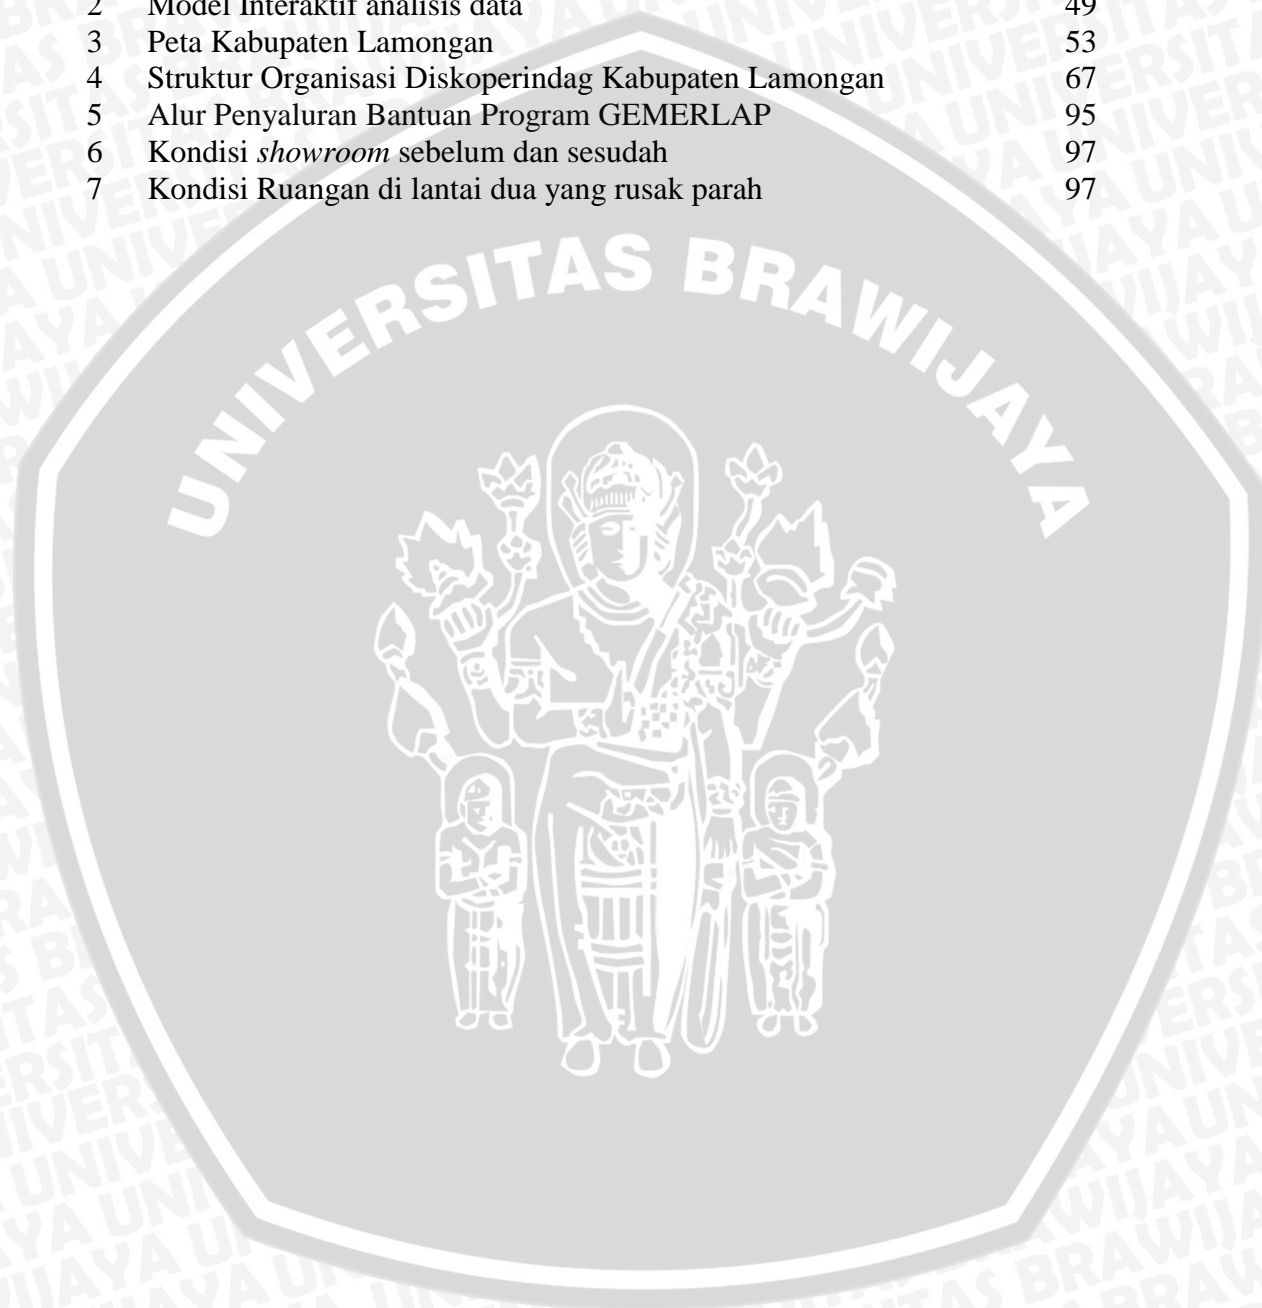 2 Model Interaktif analisis data 49
3 Peta Kabupaten Lamongan 53
4 Struktur Organisasi Diskoperindag Kabupaten Lamongan 67
5 Alur Penyaluran Bantuan Program GEMERLAP 95
6 Kondisi showroom sebelum dan sesudah 97
7 Kondisi Ruangan di lantai dua yang rusak parah 97
UNIVERSITAS BRAWIJAYA